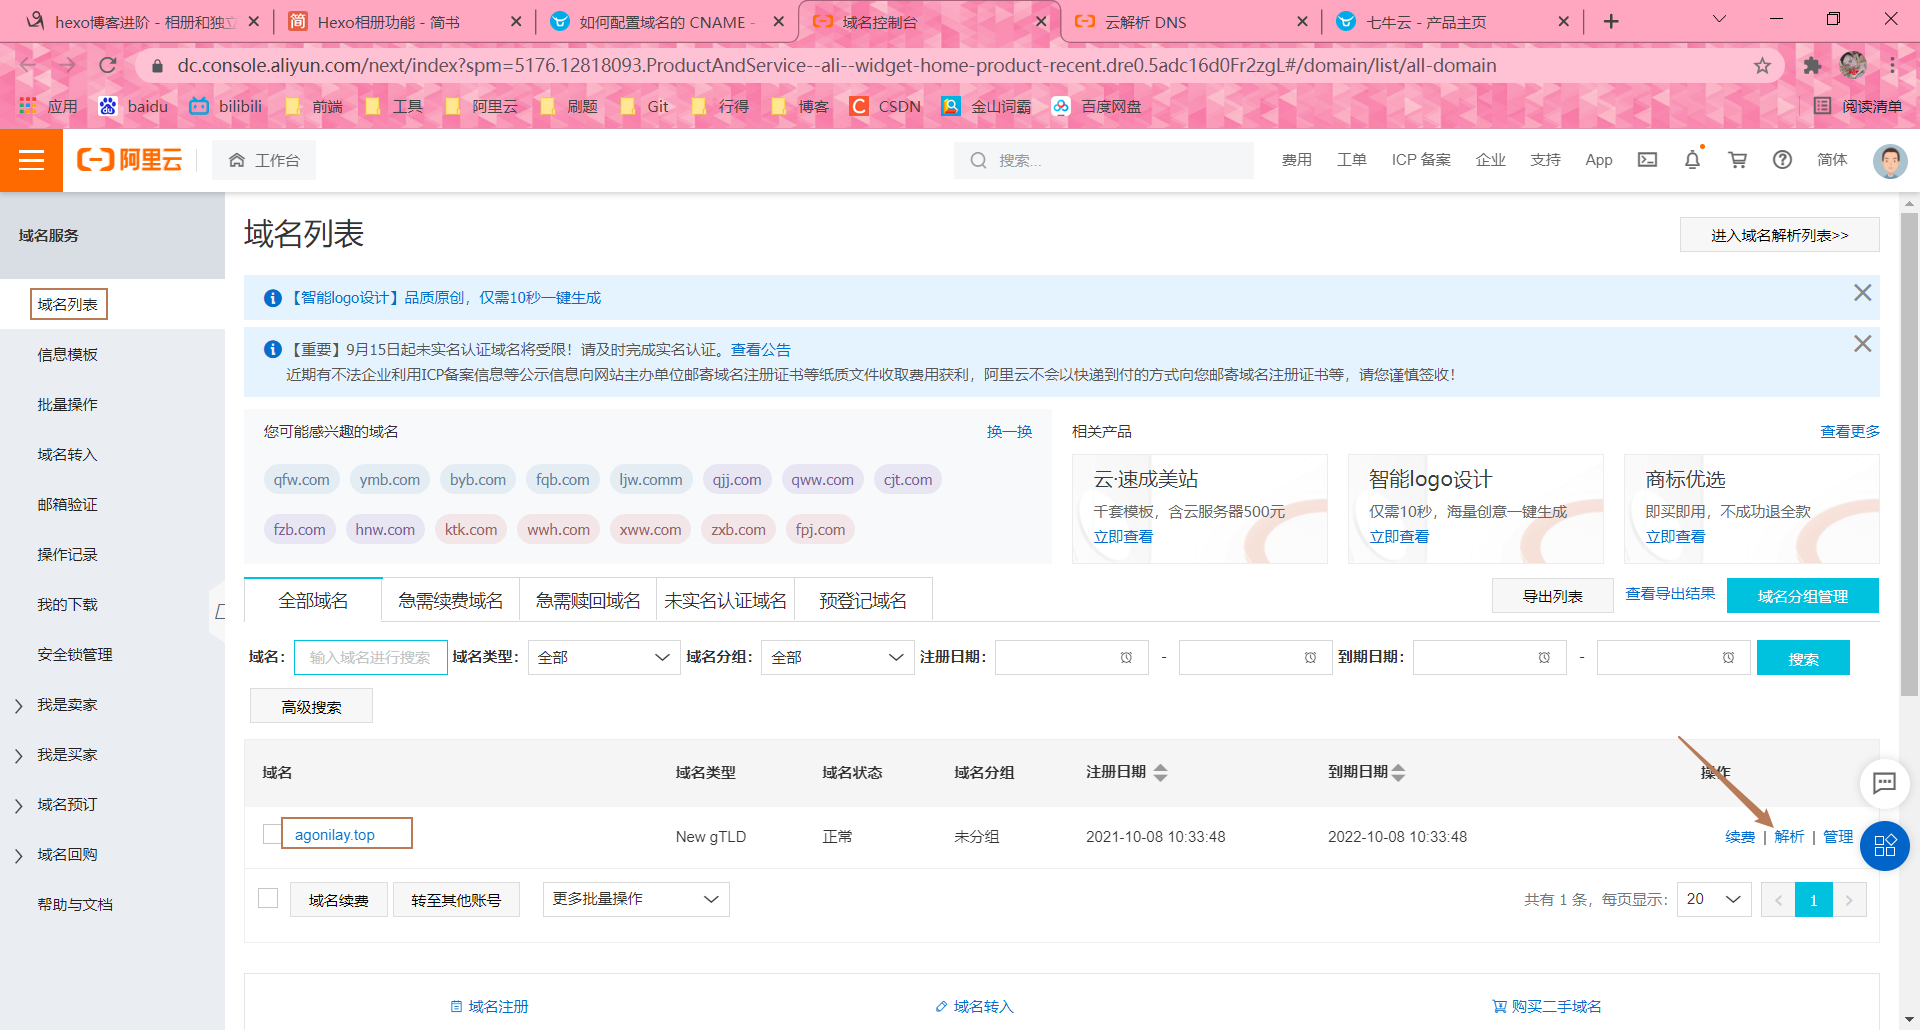 hexo博客进阶 - 相册和独立
Hexo相册功能 - 简书
如何配置域名的 CNAME -
域名控制台
云解析 DNS
七牛云 - 产品主页
dc.console.aliyun.com/next/index?spm=5176.12818093.ProductAndService--ali--widget-home-product-recent.dre0.5adc16d0Fr2zgL#/domain/list/all-domain
应用 baidu bilibili 前端 工具 阿里云 刷题 Git 行得 博客 CSDN 金山词霸 百度网盘 阅读清单
阿里云 工作台 搜索... 费用 工单 ICP 备案 企业 支持 App 简体
域名服务
域名列表
信息模板
批量操作
域名转入
邮箱验证
操作记录
我的下载
安全锁管理
我是卖家
我是买家
域名预订
域名回购
帮助与文档
域名列表
进入域名解析列表>>
【智能logo设计】品质原创，仅需10秒一键生成
【重要】9月15日起未实名认证域名将受限！请及时完成实名认证。查看公告
近期有不法企业利用ICP备案信息等公示信息向网站主办单位邮寄域名注册证书等纸质文件收取费用获利，阿里云不会以快递到付的方式向您邮寄域名注册证书等，请您谨慎签收！
您可能感兴趣的域名 换一换
qfw.com ymb.com byb.com fqb.com ljw.comm qjj.com qww.com cjt.com
fzb.com hnw.com ktk.com wwh.com xww.com zxb.com fpj.com
相关产品 查看更多
云·速成美站
千套模板，含云服务器500元
立即查看
智能logo设计
仅需10秒，海量创意一键生成
立即查看
商标优选
即买即用，不成功退全款
立即查看
全部域名 急需续费域名 急需赎回域名 未实名认证域名 预登记域名
导出列表 查看导出结果 域名分组管理
域名： 输入域名进行搜索 域名类型： 全部 域名分组： 全部 注册日期： - 到期日期： - 搜索
高级搜索
域名 域名类型 域名状态 域名分组 注册日期 到期日期 操作
agonilay.top New gTLD 正常 未分组 2021-10-08 10:33:48 2022-10-08 10:33:48 续费 | 解析 | 管理
域名续费 转至其他账号 更多批量操作 共有 1 条，每页显示： 20 < 1 >
域名注册 域名转入 购买二手域名